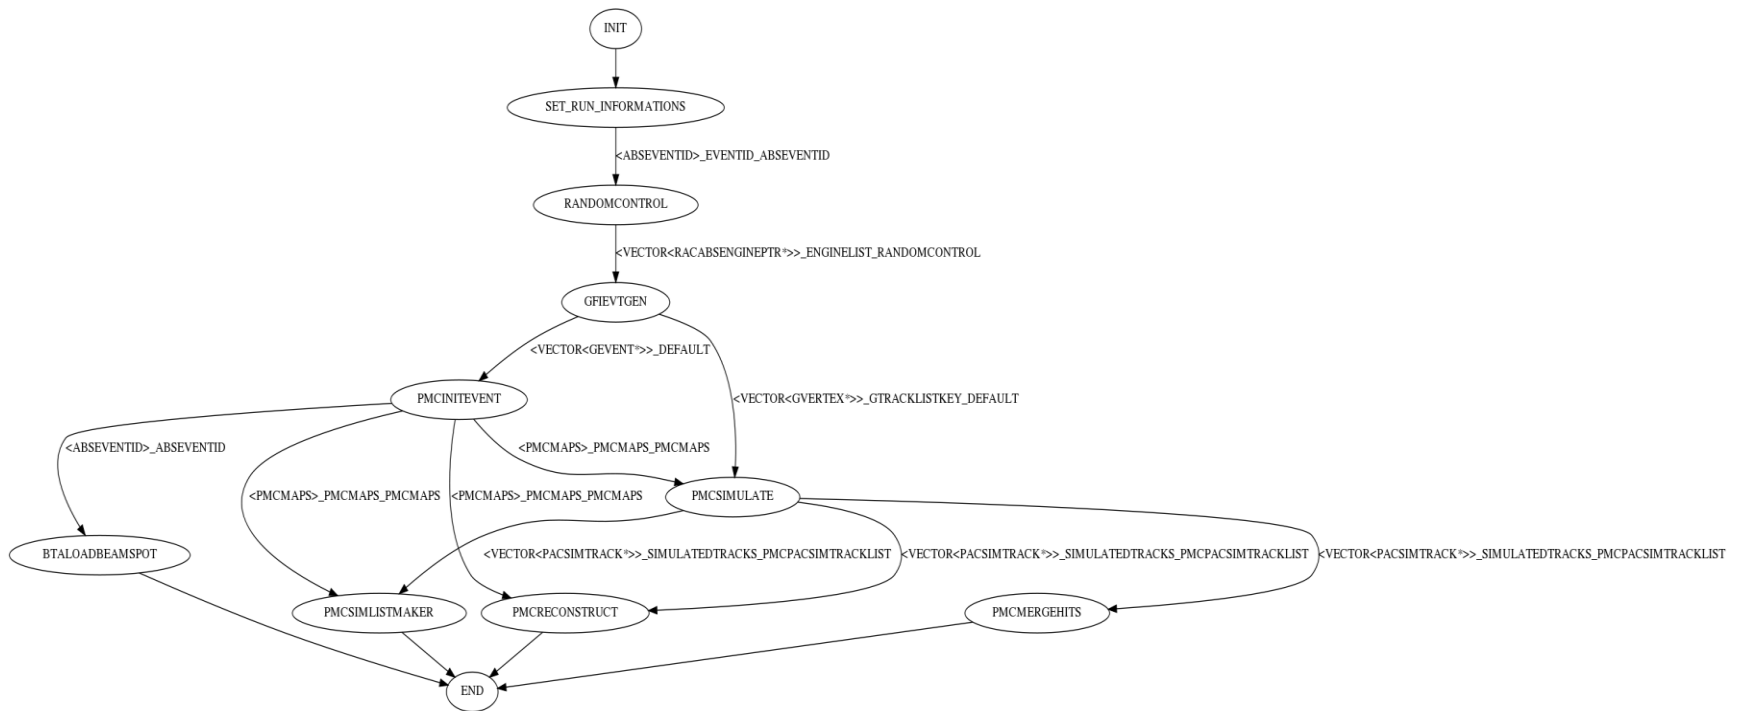 INIT
SET_RUN_INFORMATIONS
<ABSEVENTID>_EVENTID_ABSEVENTID
RANDOMCONTROL
<VECTOR<RACABSENGINEPTR*>>_ENGINELIST_RANDOMCONTROL
GFIEVTGEN
<VECTOR<GEVENT*>>_DEFAULT
PMCINITEVENT
<VECTOR<GVERTEX*>>_GTRACKLISTKEY_DEFAULT
<ABSEVENTID>_ABSEVENTID
<PMCMAPS>_PMCMAPS_PMCMAPS
<PMCMAPS>_PMCMAPS_PMCMAPS
<PMCMAPS>_PMCMAPS_PMCMAPS
PMCSIMULATE
BTALOADBEAMSPOT
<VECTOR<PACSIMTRACK*>>_SIMULATEDTRACKS_PMCPACSIMTRACKLIST
<VECTOR<PACSIMTRACK*>>_SIMULATEDTRACKS_PMCPACSIMTRACKLIST
<VECTOR<PACSIMTRACK*>>_SIMULATEDTRACKS_PMCPACSIMTRACKLIST
PMCSIMLISTMAKER
PMCRECONSTRUCT
PMCMERGEHITS
END